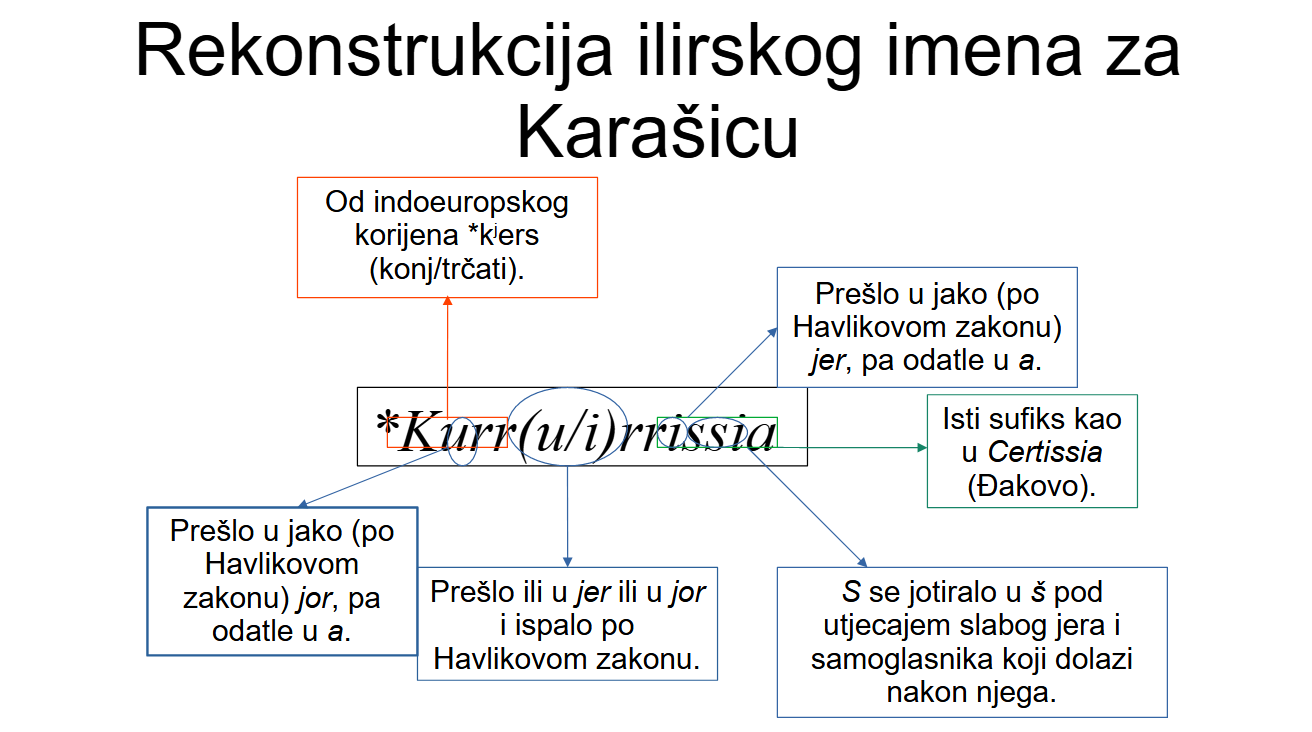 Rekonstrukcija ilirskog imena za
Karašicu
Od indoeuropskog
korijena *kʲers
(konj/trčati).
Prešlo u jako (po
Havlikovom zakonu)
jer, pa odatle u a.
*Kurr(u/i)rrissia
Isti sufiks kao
u Certissia
(Đakovo).
Prešlo u jako (po
Havlikovom
zakonu) jor, pa
odatle u a.
Prešlo ili u jer ili u jor
i ispalo po
Havlikovom zakonu.
S se jotiralo u š pod
utjecajem slabog jera i
samoglasnika koji dolazi
nakon njega.